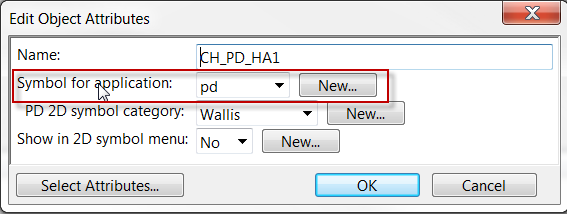 Edit Object Attributes
Name: CH_PD_HA1
Symbol for application: pd New...
PD 2D symbol category: Wallis New...
Show in 2D symbol menu: No New...
Select Attributes... OK Cancel